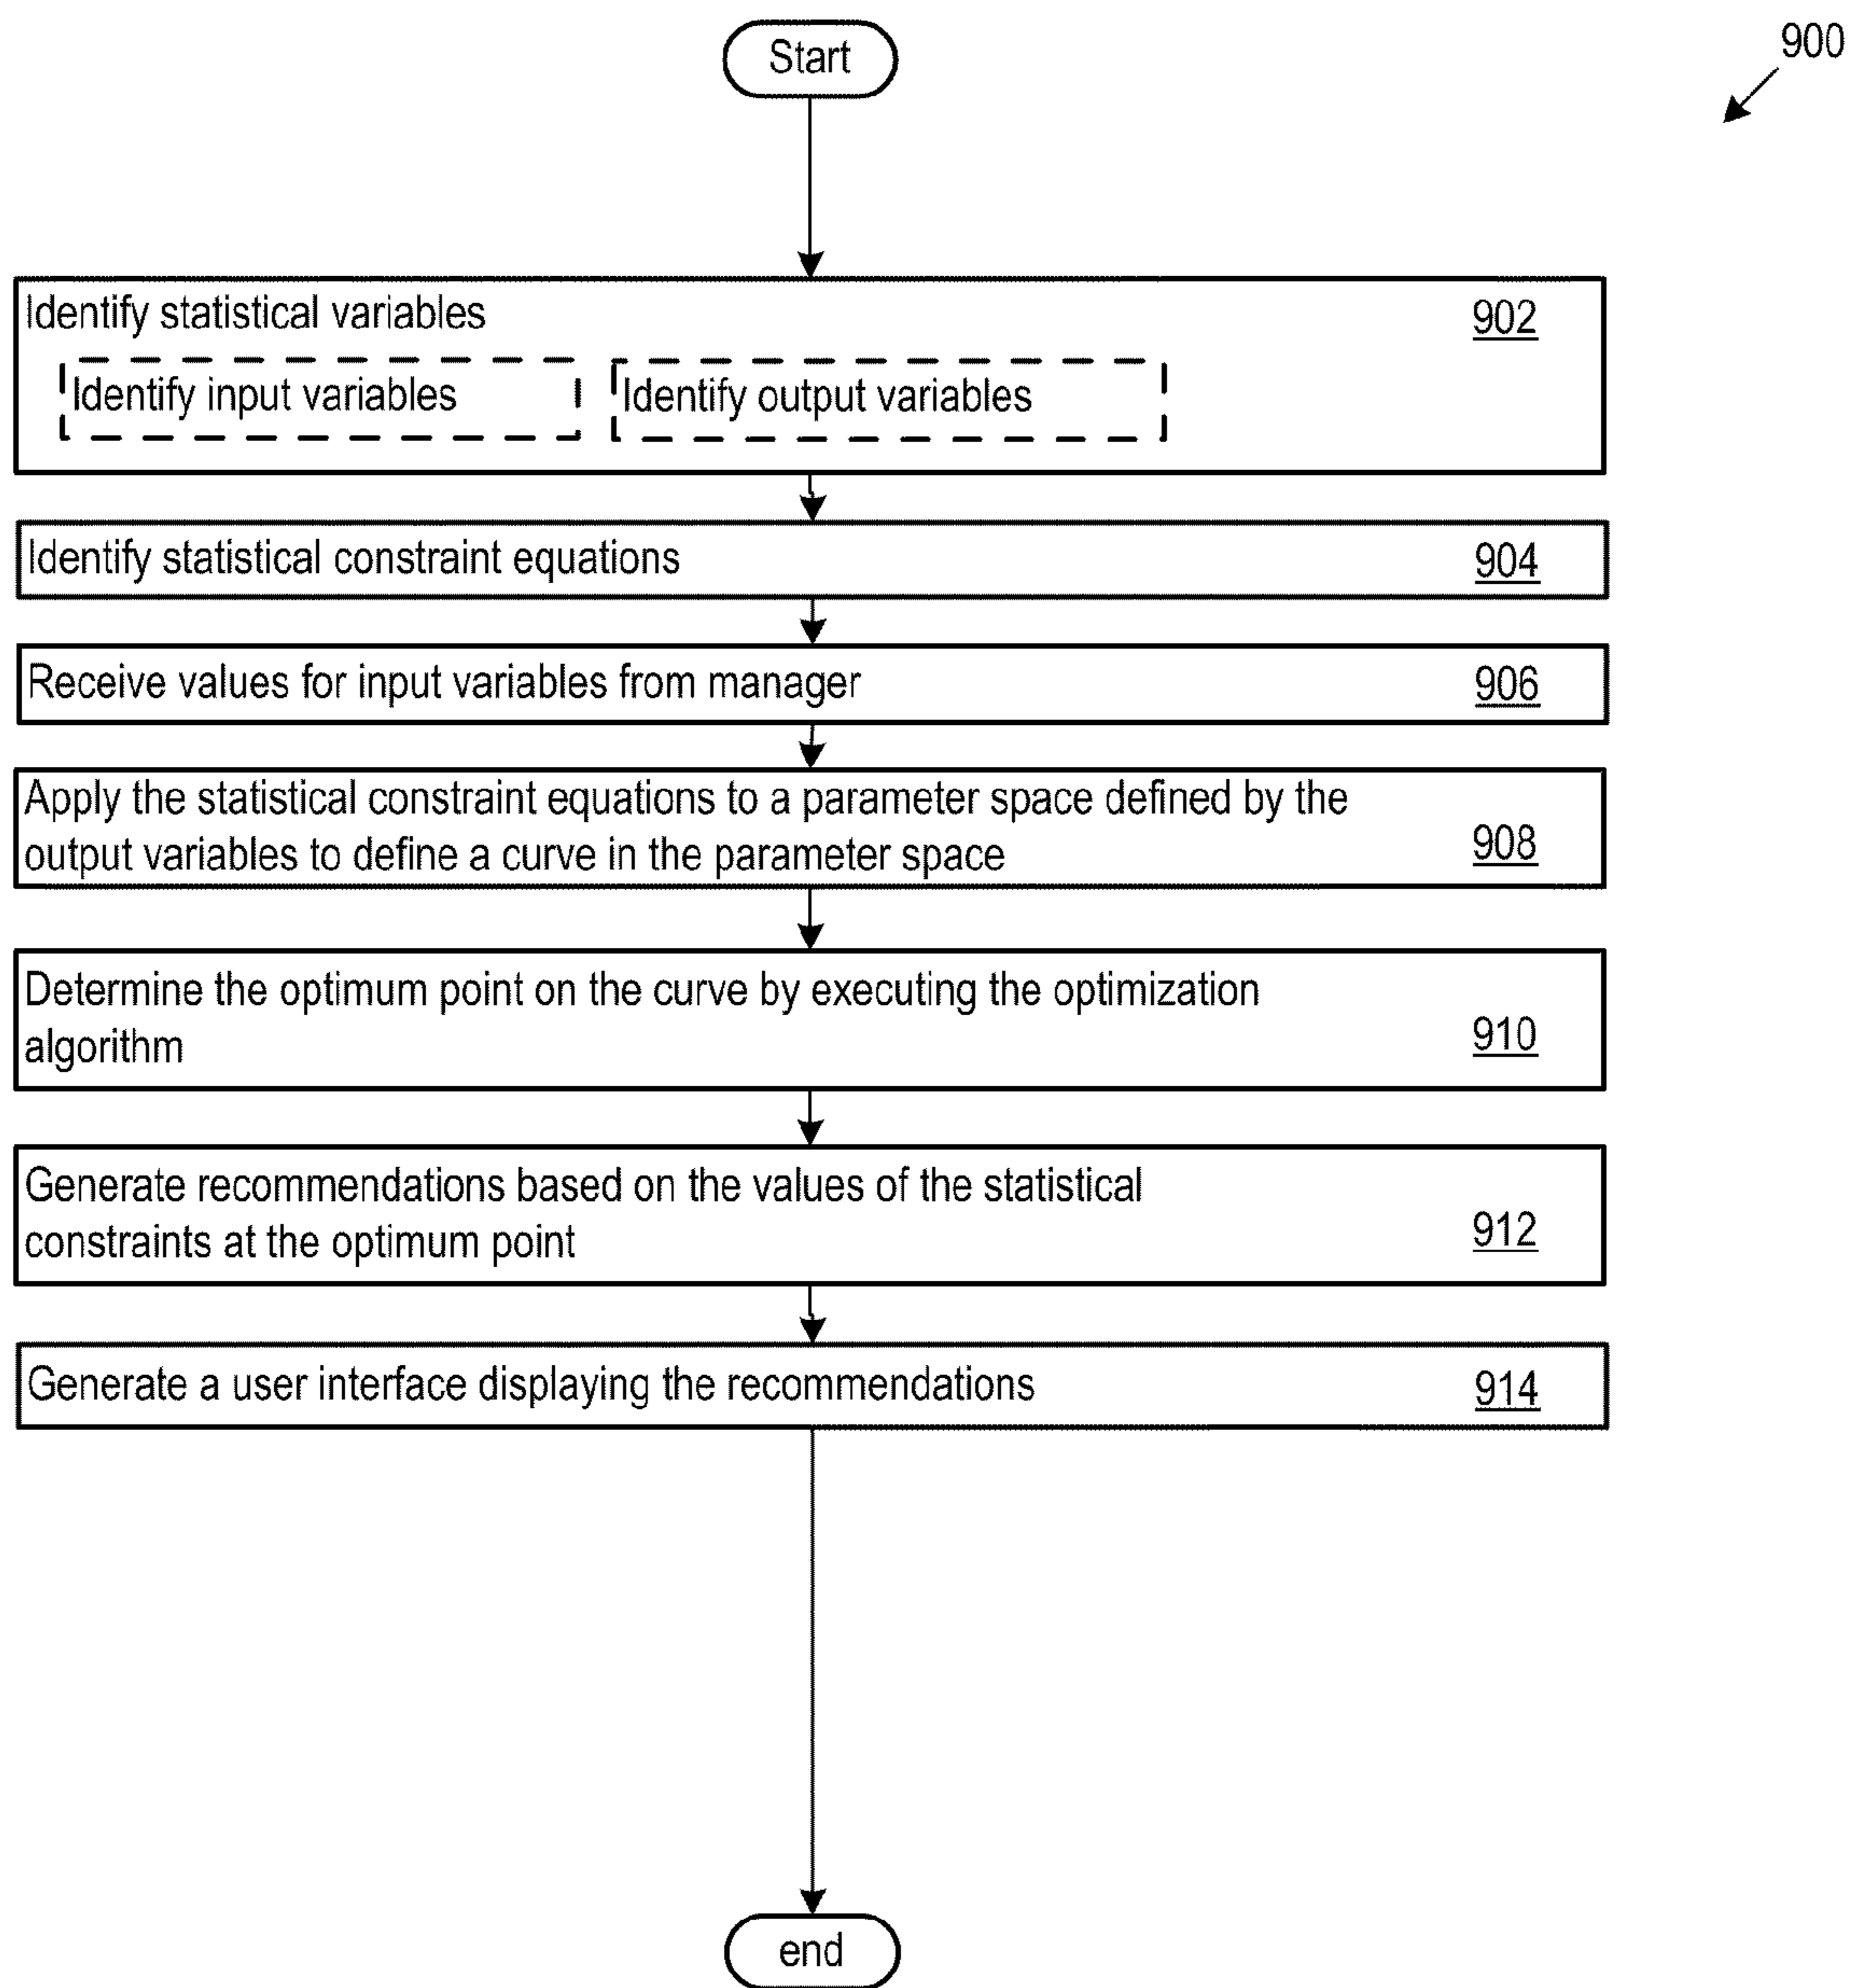 Start
900
Identify statistical variables
902
Identify input variables
Identify output variables
Identify statistical constraint equations
904
Receive values for input variables from manager
906
Apply the statistical constraint equations to a parameter space defined by the
output variables to define a curve in the parameter space
908
Determine the optimum point on the curve by executing the optimization
algorithm
910
Generate recommendations based on the values of the statistical
constraints at the optimum point
912
Generate a user interface displaying the recommendations
914
end